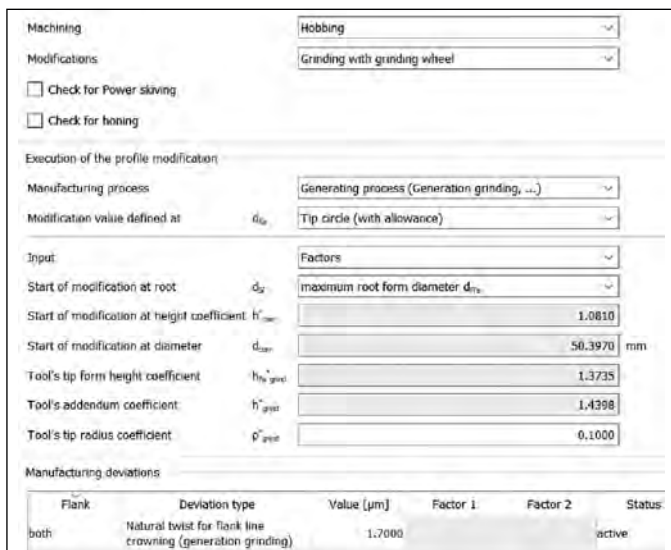 Machining Hobbing
Modifications Grinding with grinding wheel
Check for Power skiving
Check for honing
Execution of the profile modification
Manufacturing process Generating process (Generation grinding, ...)
Modification value defined at Tip circle (with allowance)
Input Factors
Start of modification at root maximum root form diameter
Start of modification at height coefficient 1.0810
Start of modification at diameter 50.3970 mm
Tool's tip form height coefficient 1.3735
Tool's addendum coefficient 1.4398
Tool's tip radius coefficient 0.1000
Manufacturing deviations
Flank Deviation type Value [µm] Factor 1 Factor 2 Status
both Natural twist for flank line crowning (generation grinding) 1.7000 active